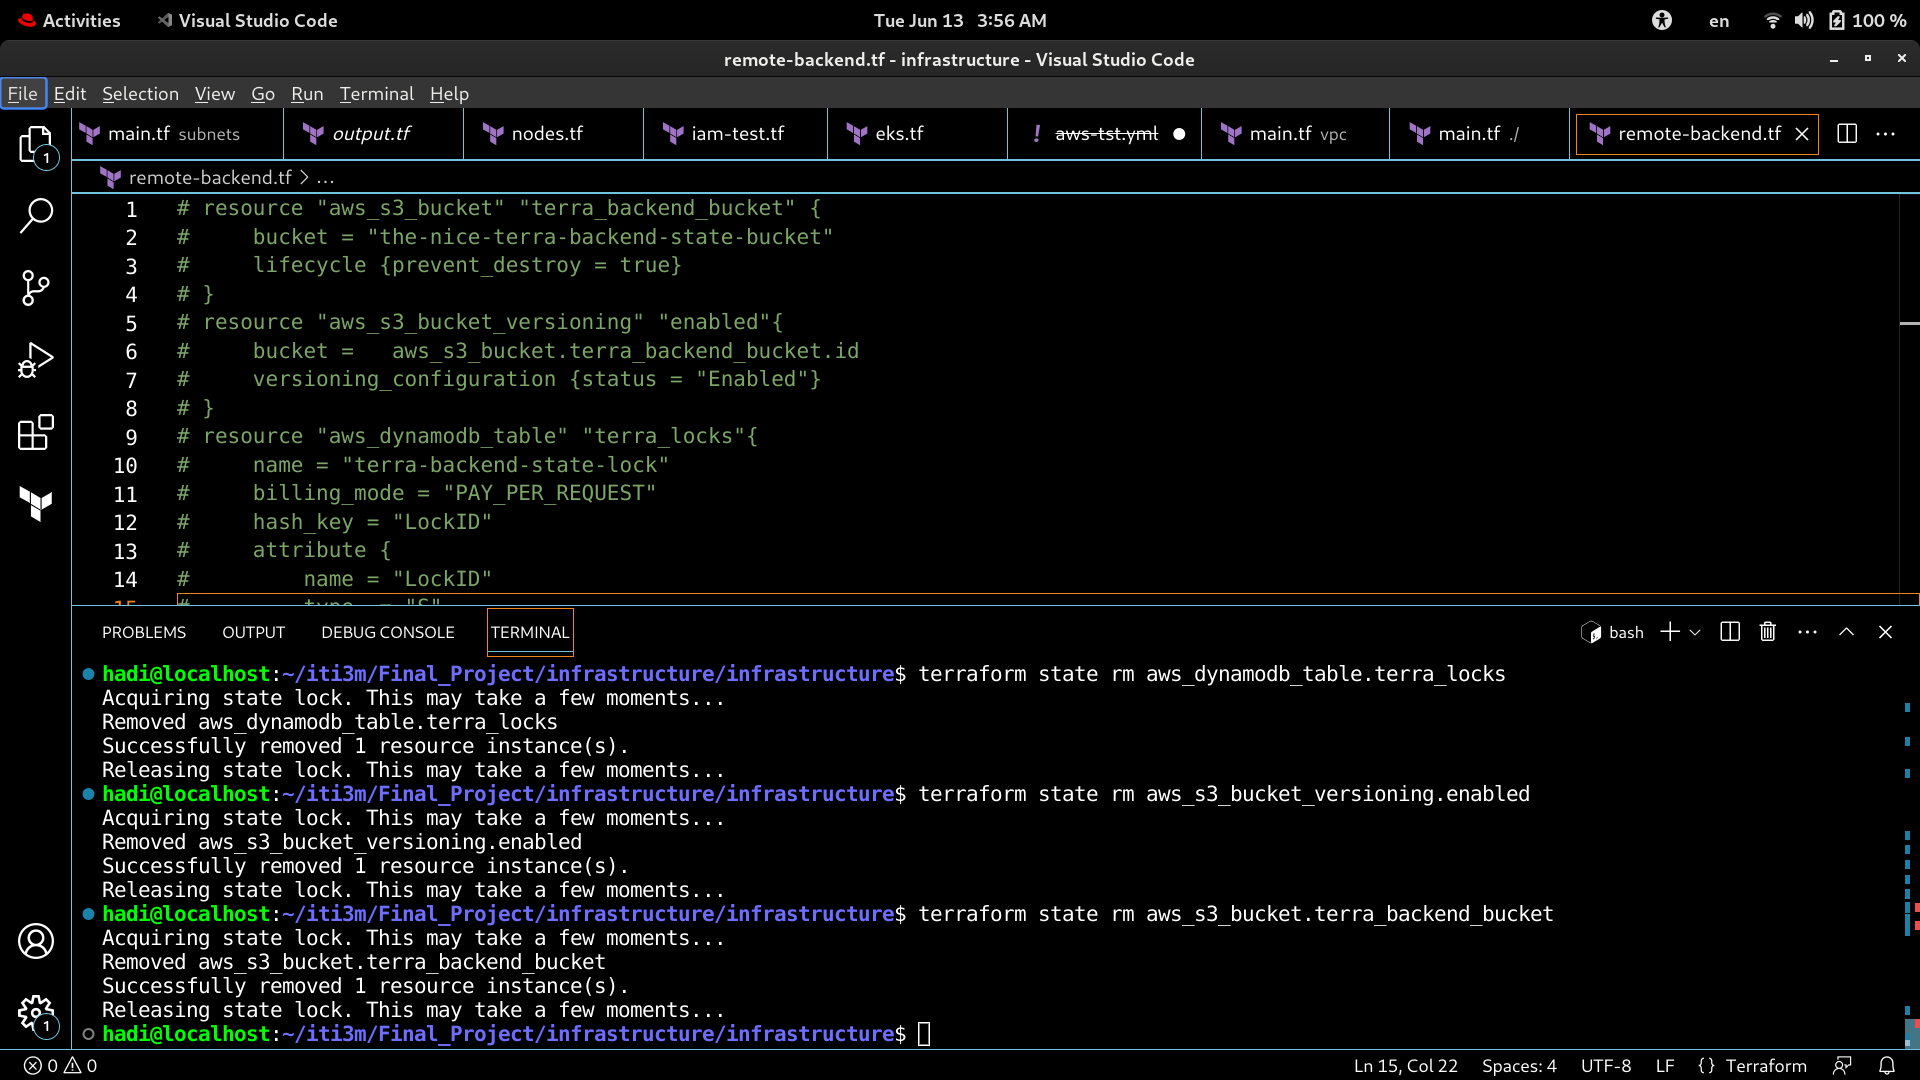 Activities Visual Studio Code Tue Jun 13 3:56 AM en 100 %
remote-backend.tf - infrastructure - Visual Studio Code
File Edit Selection View Go Run Terminal Help
main.tf subnets output.tf nodes.tf iam-test.tf eks.tf ! aws-tst.yml main.tf vpc main.tf ./ remote-backend.tf
remote-backend.tf > ...
1 # resource "aws_s3_bucket" "terra_backend_bucket" {
2 #     bucket = "the-nice-terra-backend-state-bucket"
3 #     lifecycle {prevent_destroy = true}
4 # }
5 # resource "aws_s3_bucket_versioning" "enabled"{
6 #     bucket =   aws_s3_bucket.terra_backend_bucket.id
7 #     versioning_configuration {status = "Enabled"}
8 # }
9 # resource "aws_dynamodb_table" "terra_locks"{
10 #     name = "terra-backend-state-lock"
11 #     billing_mode = "PAY_PER_REQUEST"
12 #     hash_key = "LockID"
13 #     attribute {
14 #         name = "LockID"
15 #         type  = "S"
PROBLEMS OUTPUT DEBUG CONSOLE TERMINAL bash
hadi@localhost:~/iti3m/Final_Project/infrastructure/infrastructure$ terraform state rm aws_dynamodb_table.terra_locks
Acquiring state lock. This may take a few moments...
Removed aws_dynamodb_table.terra_locks
Successfully removed 1 resource instance(s).
Releasing state lock. This may take a few moments...
hadi@localhost:~/iti3m/Final_Project/infrastructure/infrastructure$ terraform state rm aws_s3_bucket_versioning.enabled
Acquiring state lock. This may take a few moments...
Removed aws_s3_bucket_versioning.enabled
Successfully removed 1 resource instance(s).
Releasing state lock. This may take a few moments...
hadi@localhost:~/iti3m/Final_Project/infrastructure/infrastructure$ terraform state rm aws_s3_bucket.terra_backend_bucket
Acquiring state lock. This may take a few moments...
Removed aws_s3_bucket.terra_backend_bucket
Successfully removed 1 resource instance(s).
Releasing state lock. This may take a few moments...
hadi@localhost:~/iti3m/Final_Project/infrastructure/infrastructure$
1
1
0 0 Ln 15, Col 22 Spaces: 4 UTF-8 LF {} Terraform